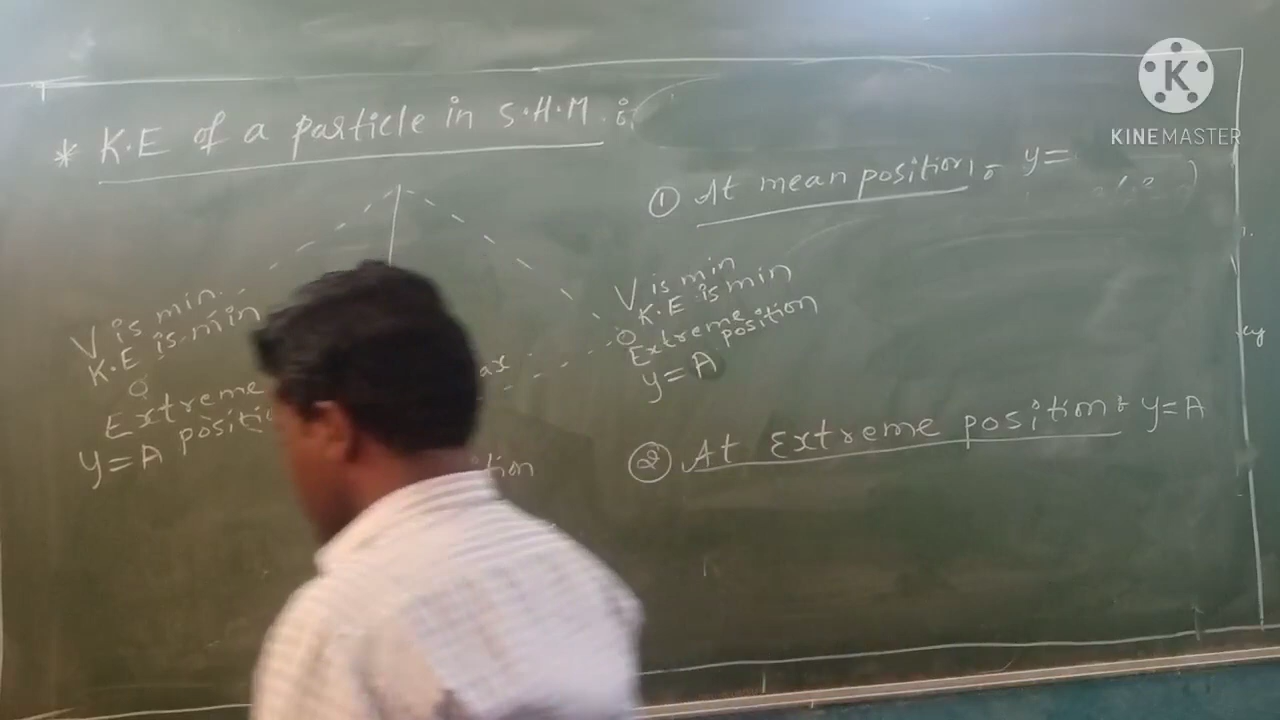 * K.E of a particle in S.H.M :
KINEMASTER
① At mean position, y=
V is min.
K.E is min
Extreme
y=A
V is min
K.E is min
Extreme
position
y=A
② At Extreme position: y=A